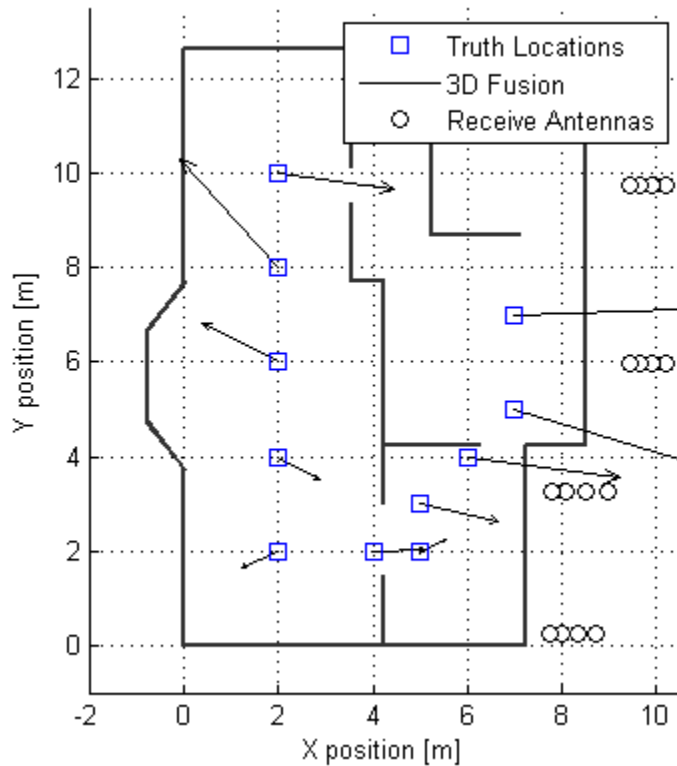 12
10
8
6
4
2
0
Y position [m]
Truth Locations
3D Fusion
Receive Antennas
-2 0 2 4 6 8 10
X position [m]